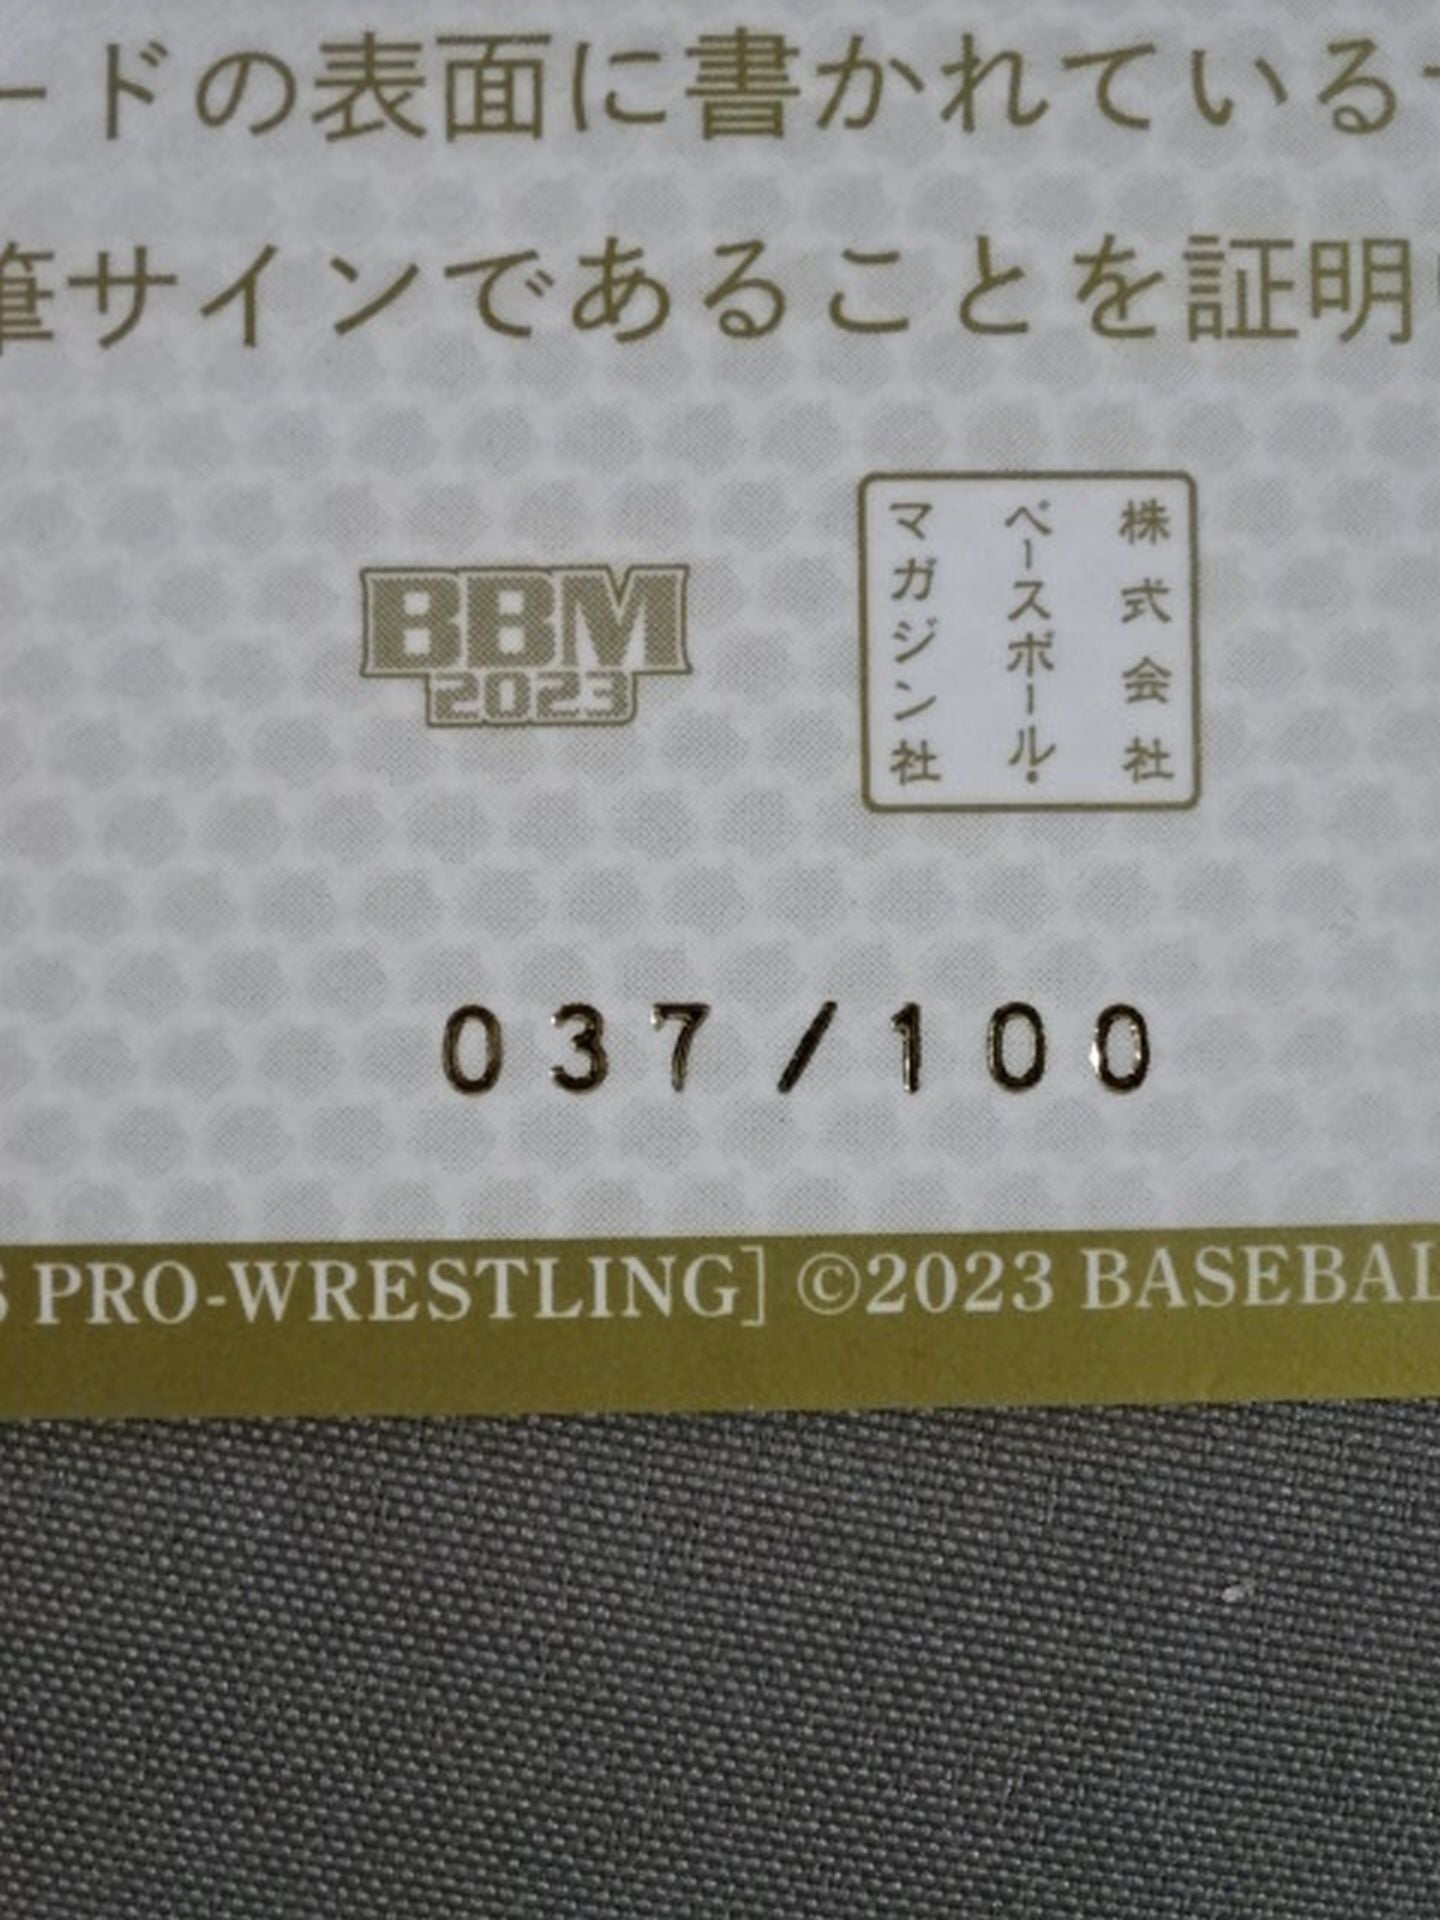 ードの表面に書かれている
筆サインであることを証明
BBM
2023
株式会社
ベースボール・
マガジン社
037/100
S PRO-WRESTLING] ©2023 BASEBAL